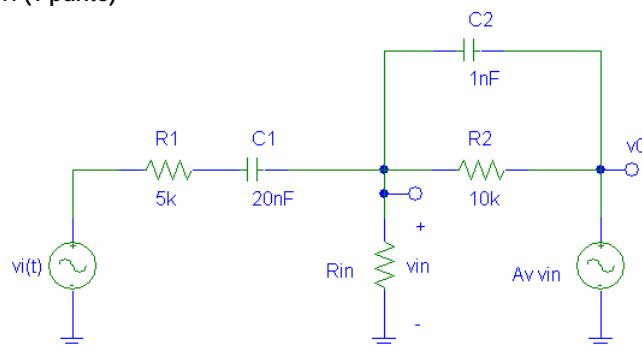 C2
1nF
R1
C1
R2
v0
5k
20nF
10k
+
vi(t)
Rin
vin
Av vin
-